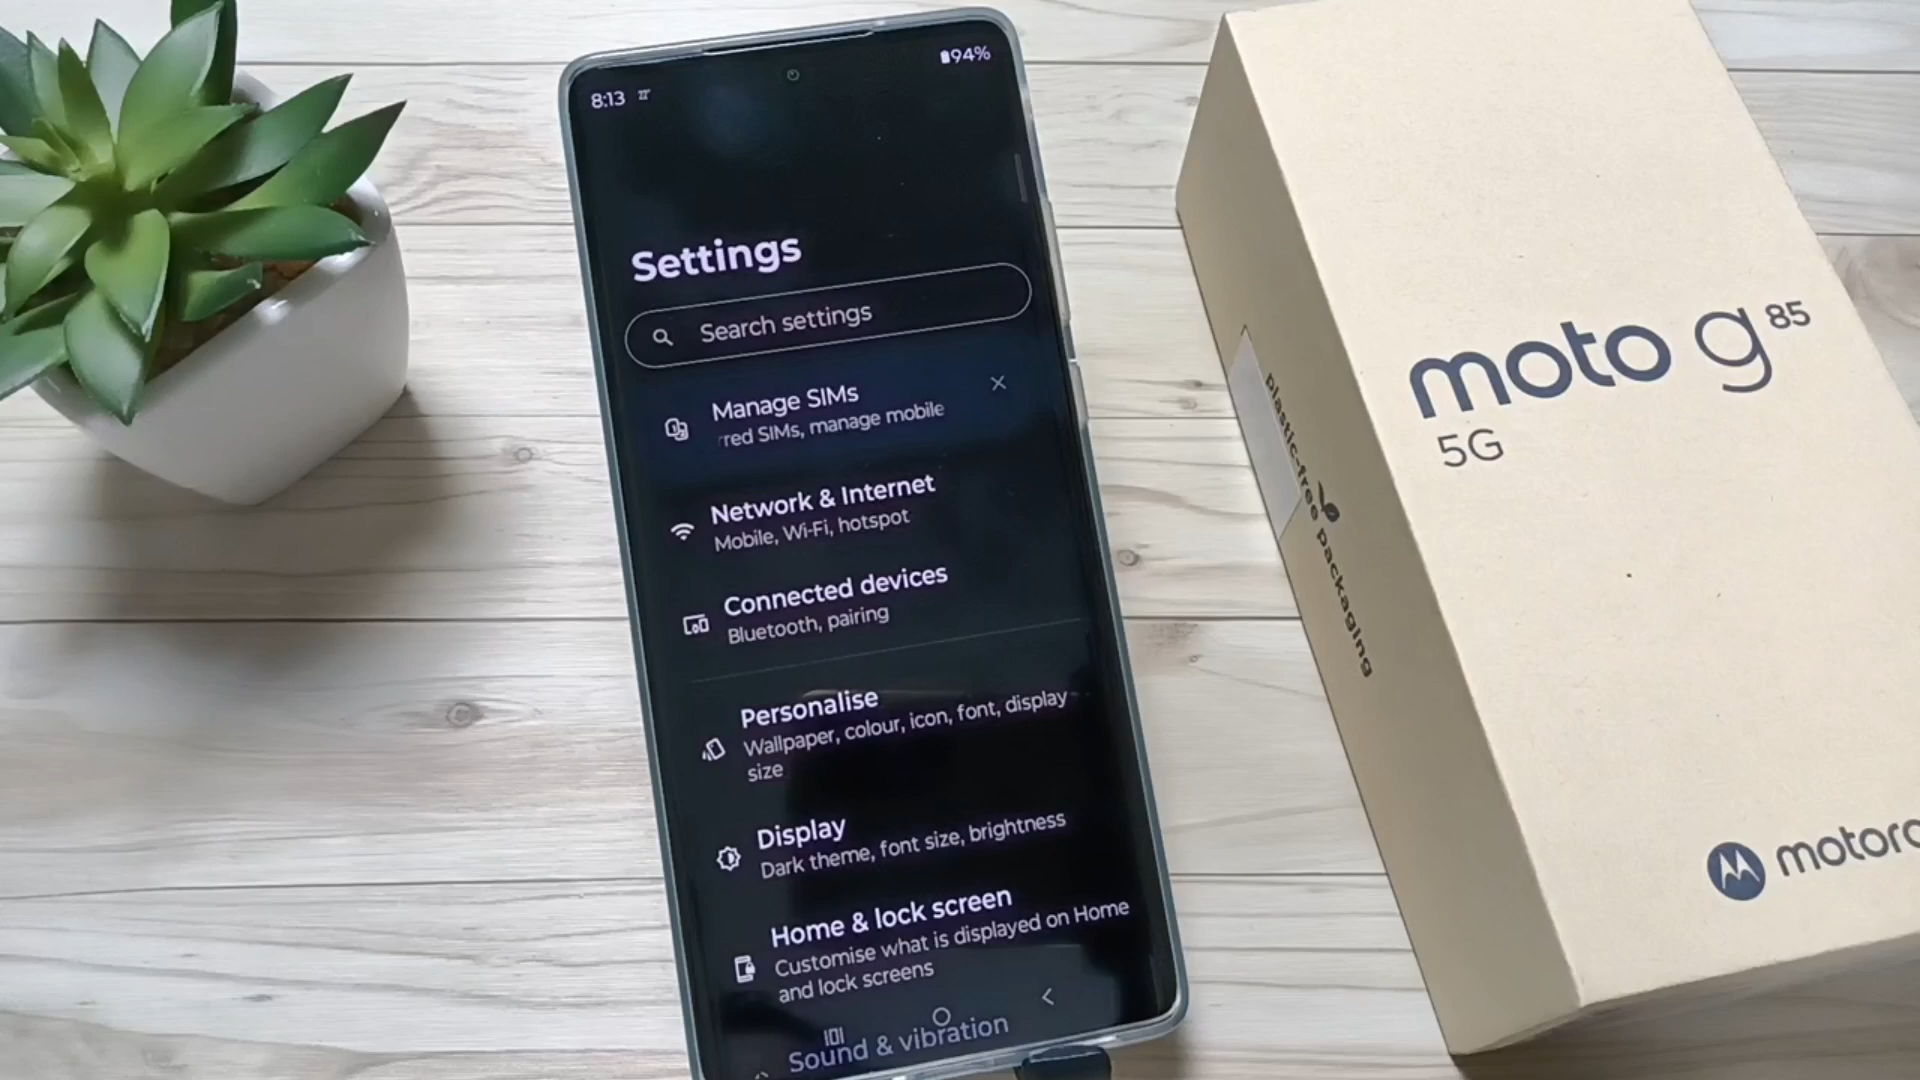 8:13
94%
Settings
Search settings
Manage SIMs
rred SIMs, manage mobile
Network & Internet
Mobile, Wi-Fi, hotspot
Connected devices
Bluetooth, pairing
Personalise
Wallpaper, colour, icon, font, display
size
Display
Dark theme, font size, brightness
Home & lock screen
Customise what is displayed on Home
and lock screens
Sound & vibration
moto g85
5G
plastic-free packaging
motoro